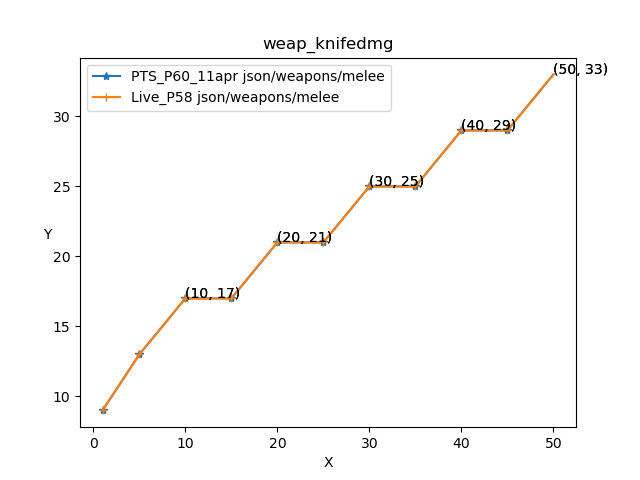 weap_knifedmg
PTS_P60_11apr json/weapons/melee
Live_P58 json/weapons/melee
(50, 33)
(40, 29)
(30, 25)
(20, 21)
(10, 17)
Y
30
25
20
15
10
0 10 20 30 40 50
X